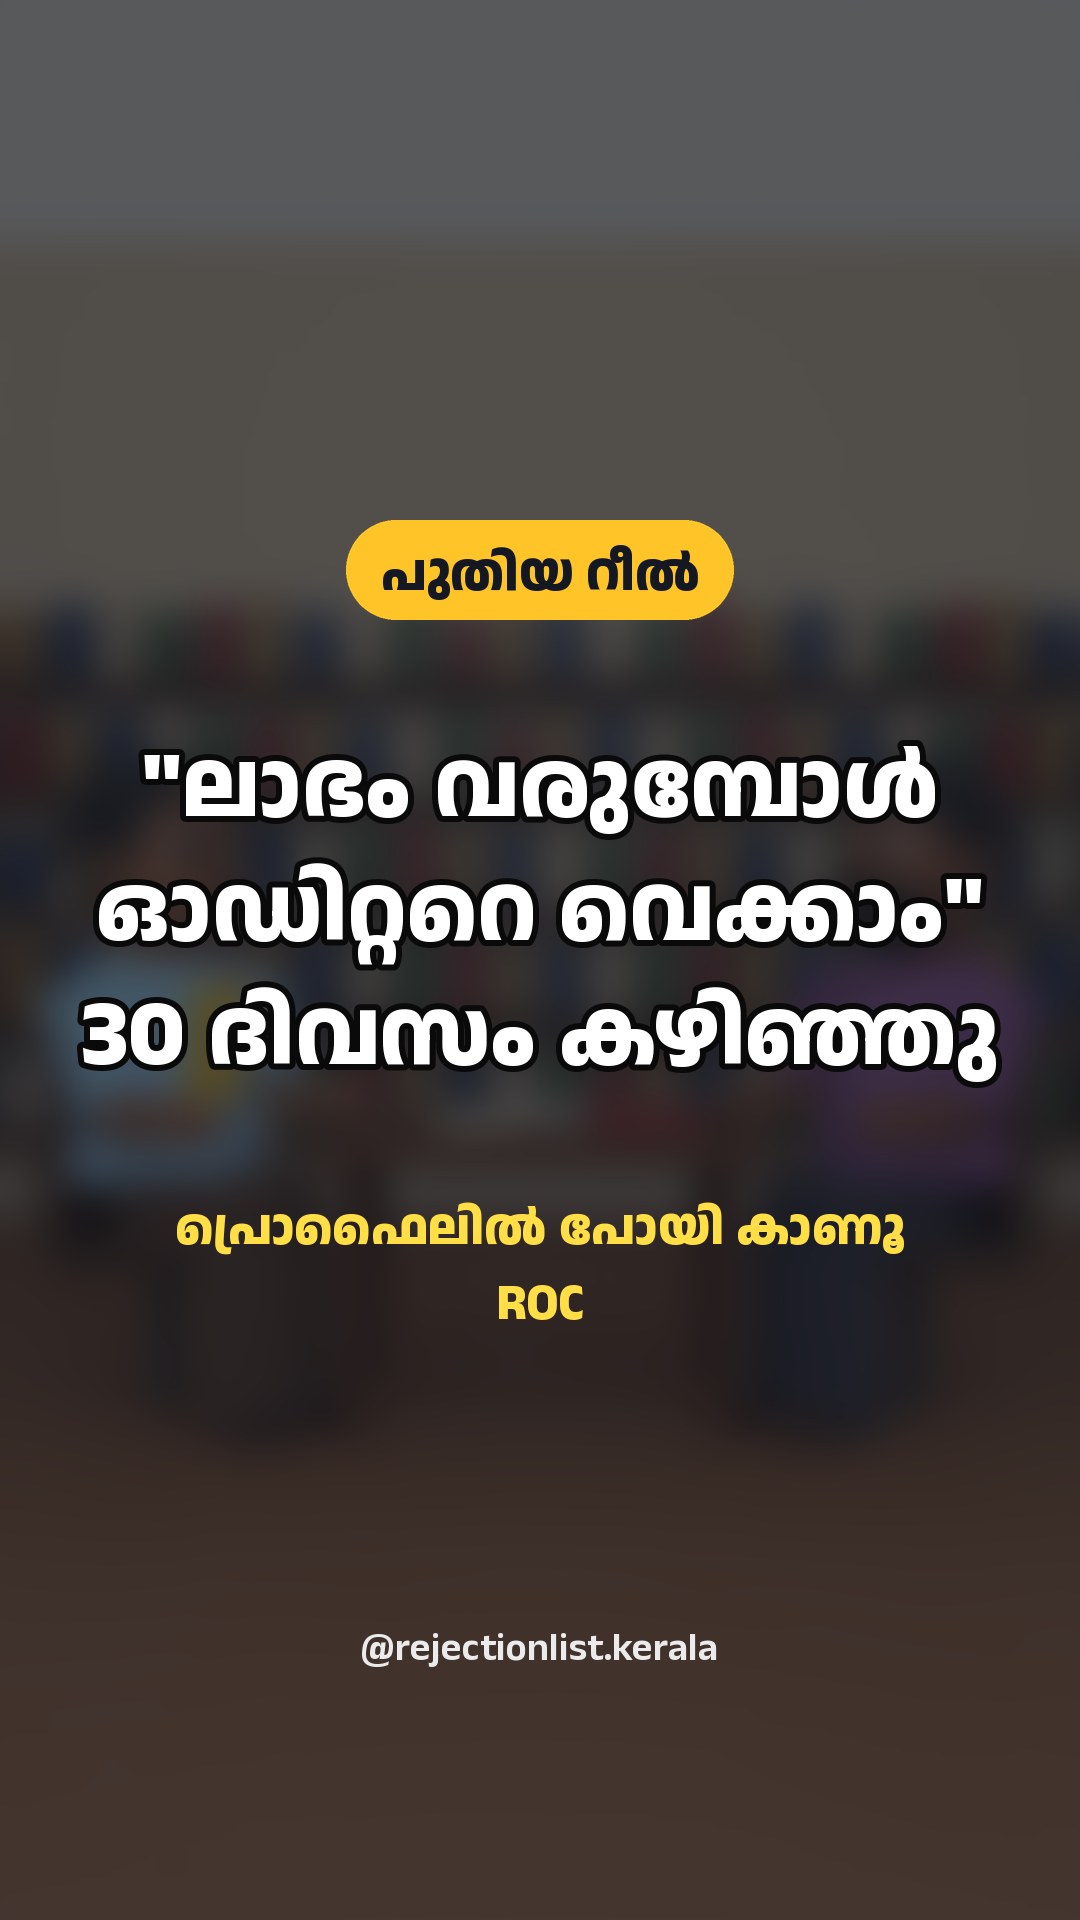 പുതിയ റീൽ
"ലാഭം വരുമ്പോൾ
ഓഡിറ്ററെ വെക്കാം"
30 ദിവസം കഴിഞ്ഞു
പ്രൊഫൈലിൽ പോയി കാണൂ
ROC
@rejectionlist.kerala